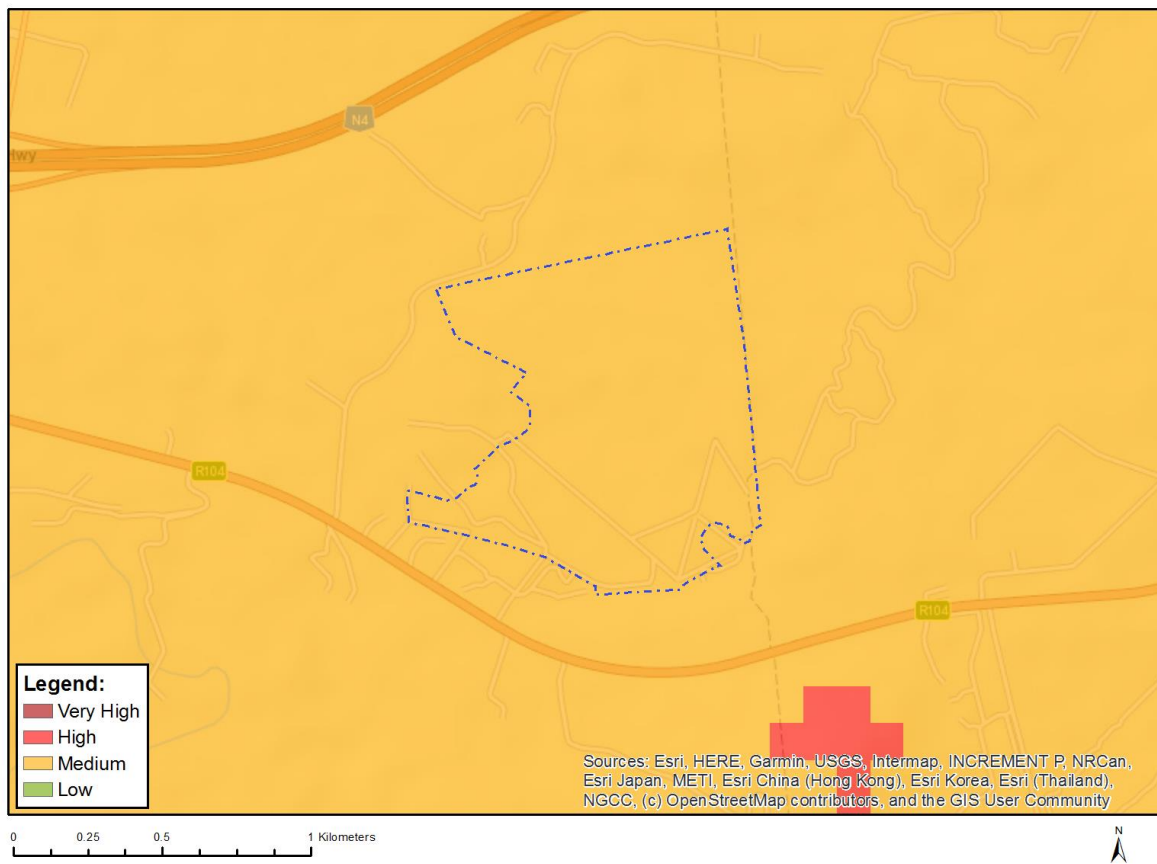 N4
Hwy
R104
R104
Legend:
Very High
High
Medium
Low
Sources: Esri, HERE, Garmin, USGS, Intermap, INCREMENT P, NRCan,
Esri Japan, METI, Esri China (Hong Kong), Esri Korea, Esri (Thailand),
NGCC, (c) OpenStreetMap contributors, and the GIS User Community
0 0.25 0.5 1 Kilometers
N